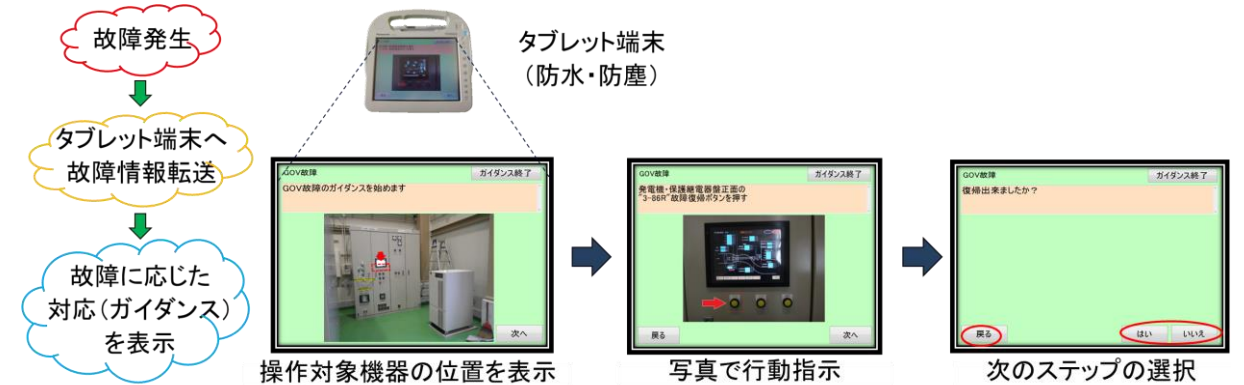 故障発生
タブレット端末へ
故障情報転送
故障に応じた
対応(ガイダンス)
を表示
タブレット端末
(防水・防塵)
GOV故障
ガイダンス終了
GOV故障のガイダンスを始めます
次へ
操作対象機器の位置を表示
GOV故障
ガイダンス終了
発電機・保護継電器盤正面の
"3-86R"故障復帰ボタンを押す
戻る
次へ
写真で行動指示
GOV故障
ガイダンス終了
復帰出来ましたか?
戻る
はい
いいえ
次のステップの選択